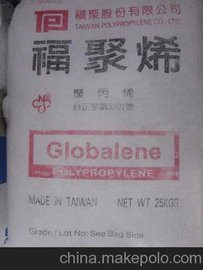 福聚股份有限公司
TAIWAN POLYPROPYLENE CO., LTD.
福聚烯
聚丙烯
Globalene
POLYPROPYLENE
MADE IN TAIWAN NET WT 25KGS
Grade / Lot No: See Bag Side
china.makepolo.com